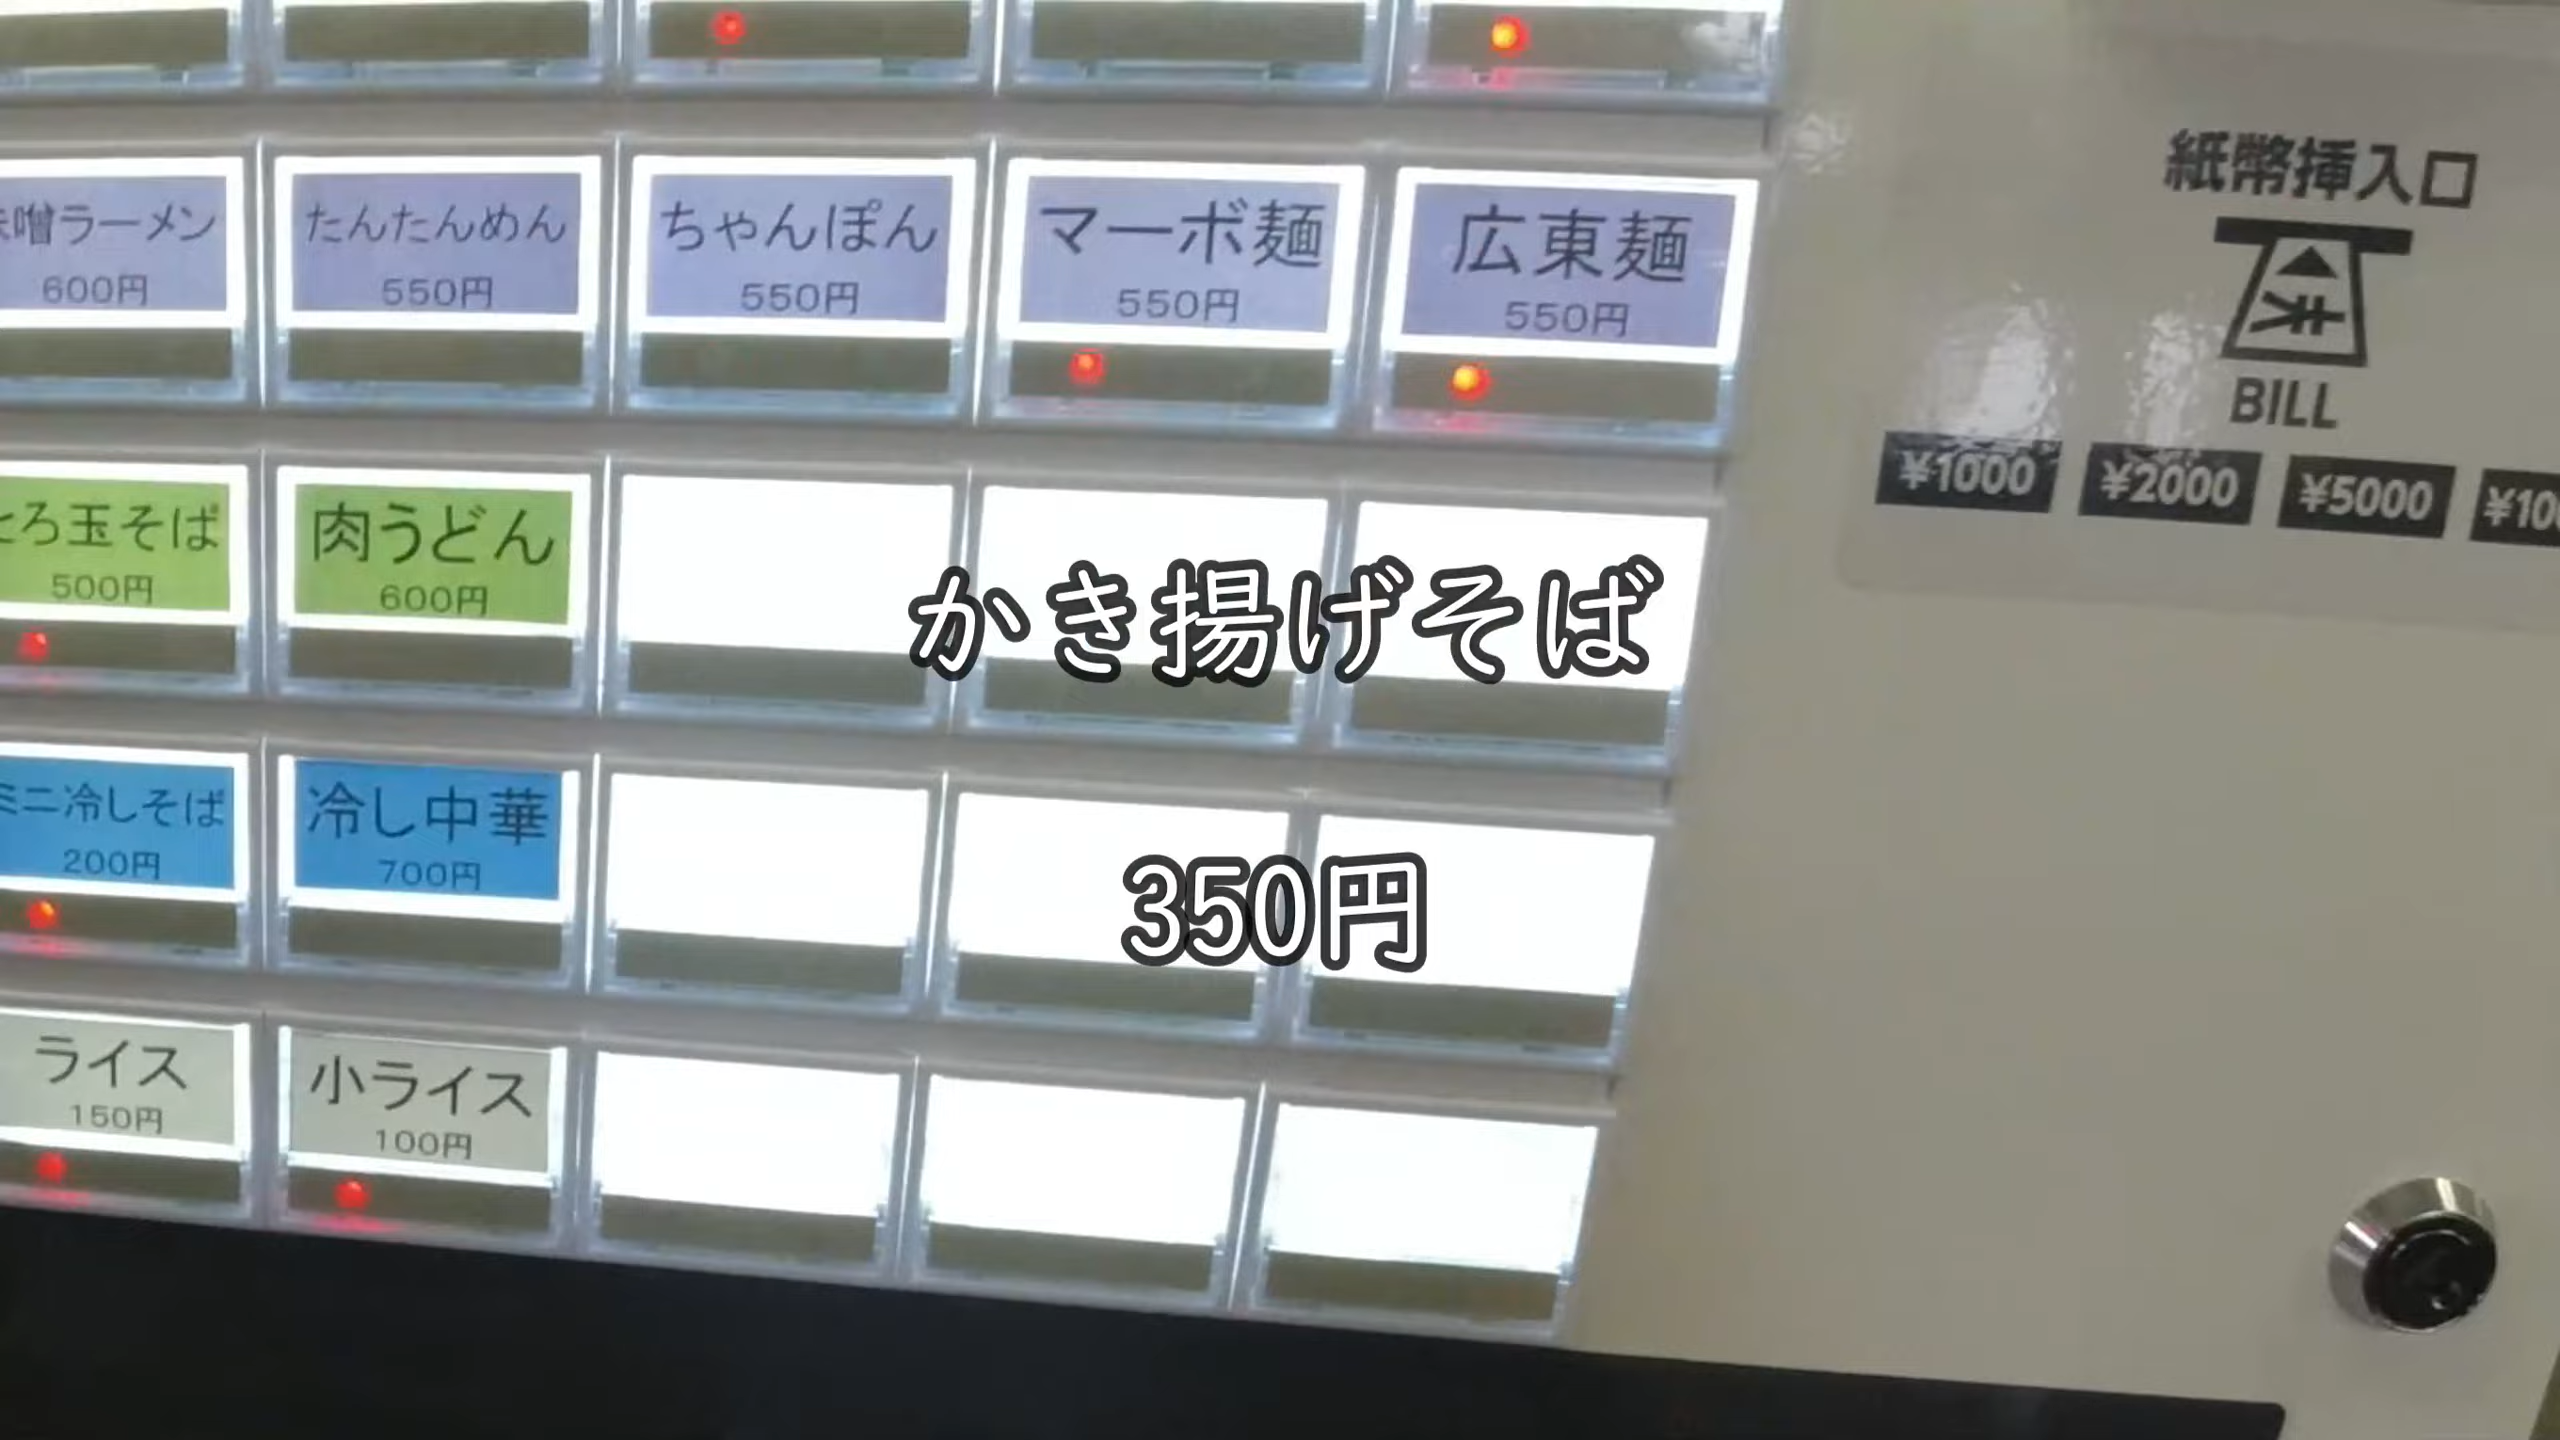 味噌ラーメン
600円
たんたんめん
550円
ちゃんぽん
550円
マーボ麺
550円
広東麺
550円
紙幣挿入口
BILL
¥1000
¥2000
¥5000
¥100
とろ玉そば
500円
肉うどん
600円
かき揚げそば
ミニ冷しそば
200円
冷し中華
700円
350円
ライス
150円
小ライス
100円